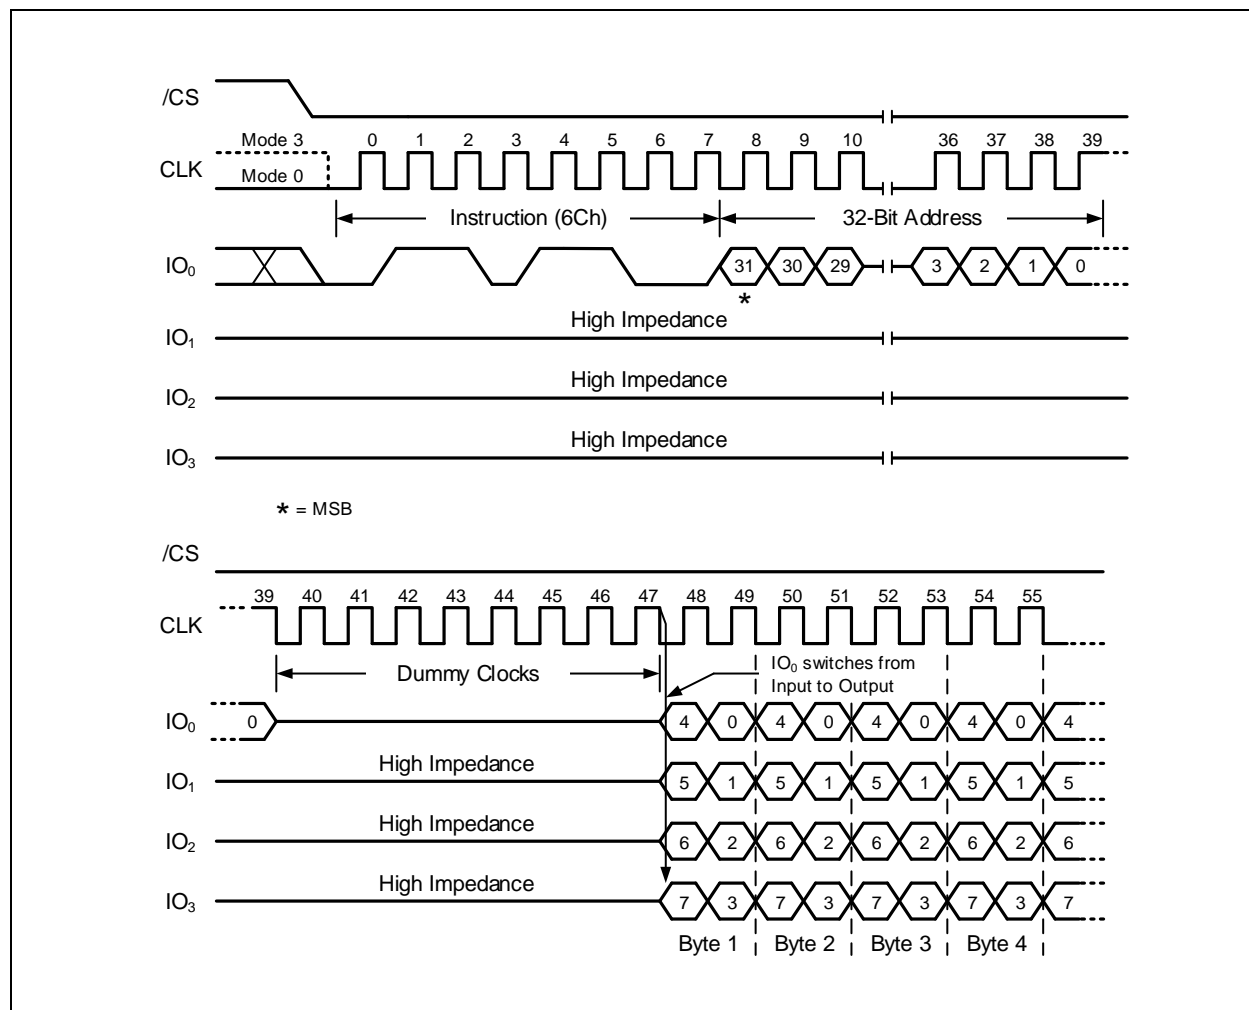 /CS
Mode 3 0 1 2 3 4 5 6 7 8 9 10 36 37 38 39
CLK
Mode 0
Instruction (6Ch) 32-Bit Address
IO0 31 30 29 3 2 1 0
*
High Impedance
IO1
High Impedance
IO2
High Impedance
IO3
* = MSB
/CS
39 40 41 42 43 44 45 46 47 48 49 50 51 52 53 54 55
CLK
Dummy Clocks
IO0 switches from
Input to Output
IO0 0 4 0 4 0 4 0 4 0 4
High Impedance
IO1 5 1 5 1 5 1 5 1 5
High Impedance
IO2 6 2 6 2 6 2 6 2 6
High Impedance
IO3 7 3 7 3 7 3 7 3 7
Byte 1 Byte 2 Byte 3 Byte 4